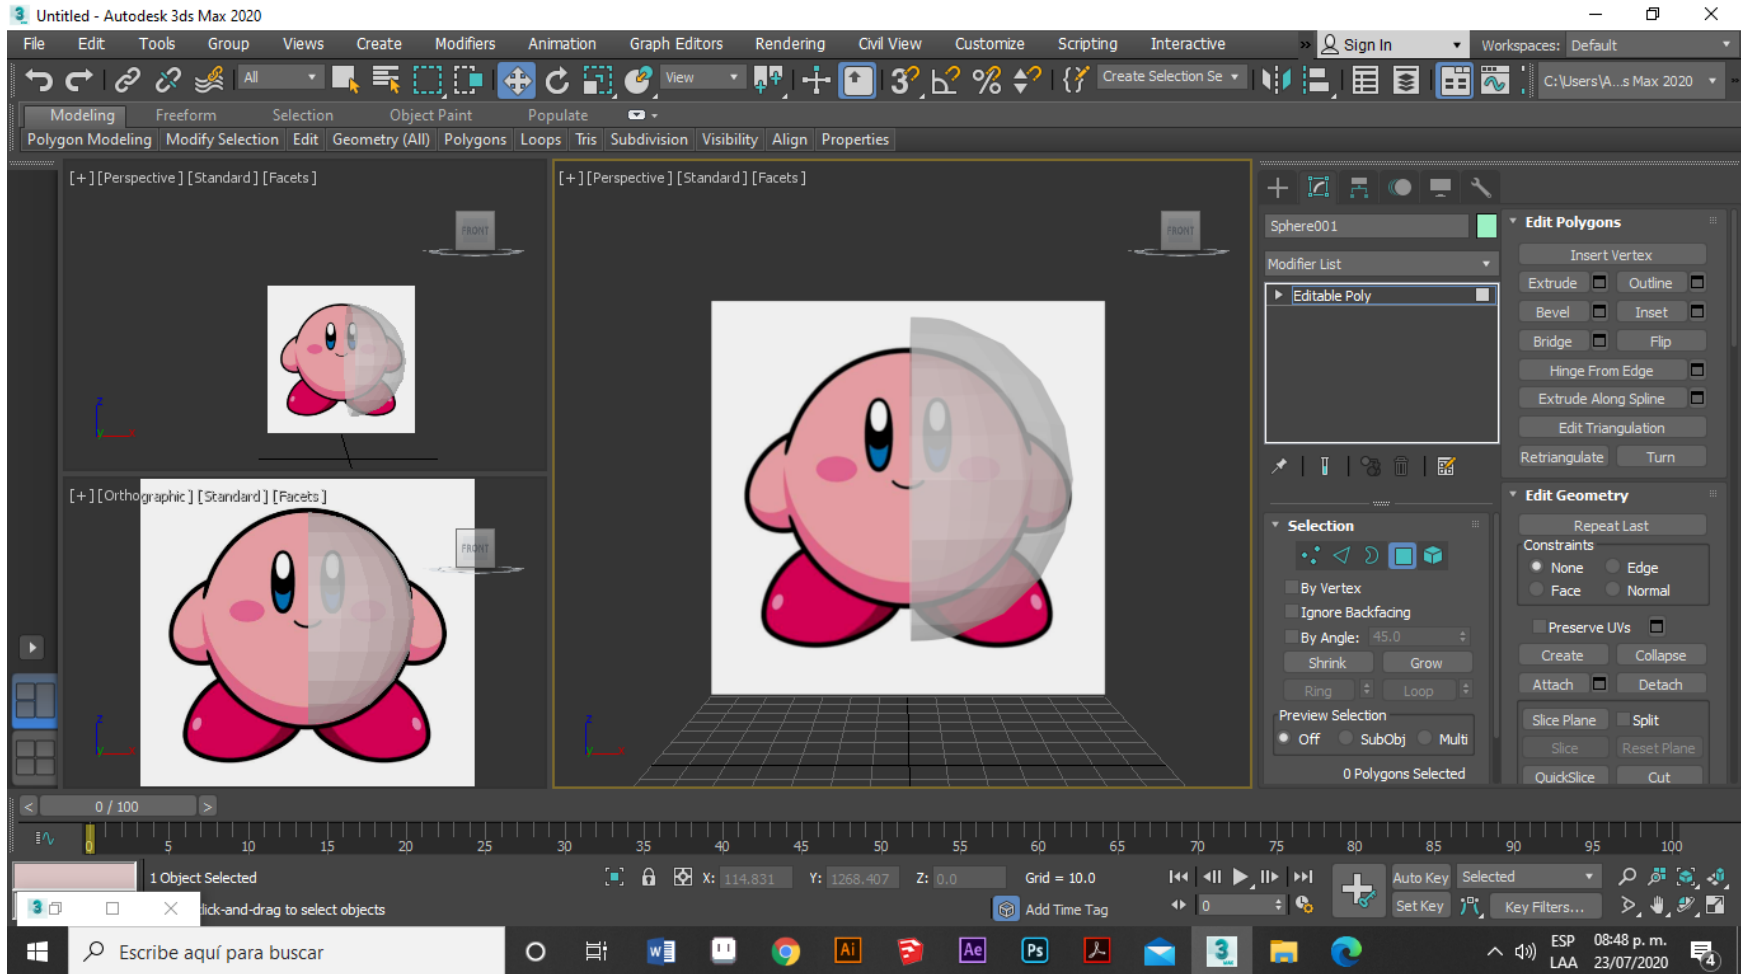 Untitled - Autodesk 3ds Max 2020
File Edit Tools Group Views Create Modifiers Animation Graph Editors Rendering Civil View Customize Scripting Interactive » Sign In Workspaces: Default
All View Create Selection Se C:\Users\A...s Max 2020
Modeling Freeform Selection Object Paint Populate
Polygon Modeling Modify Selection Edit Geometry (All) Polygons Loops Tris Subdivision Visibility Align Properties
[+] [Perspective] [Standard] [Facets]
FRONT
z
y x
[+] [Orthographic] [Standard] [Facets]
FRONT
z
y x
[+] [Perspective] [Standard] [Facets]
FRONT
z
y x
Sphere001
Modifier List
Editable Poly
Selection
By Vertex
Ignore Backfacing
By Angle: 45.0
Shrink Grow
Ring Loop
Preview Selection
Off SubObj Multi
0 Polygons Selected
Edit Polygons
Insert Vertex
Extrude Outline
Bevel Inset
Bridge Flip
Hinge From Edge
Extrude Along Spline
Edit Triangulation
Retriangulate Turn
Edit Geometry
Repeat Last
Constraints
None Edge
Face Normal
Preserve UVs
Create Collapse
Attach Detach
Slice Plane Split
Slice Reset Plane
QuickSlice Cut
< 0 / 100 >
0 5 10 15 20 25 30 35 40 45 50 55 60 65 70 75 80 85 90 95 100
1 Object Selected X: 114.831 Y: 1268.407 Z: 0.0 Grid = 10.0 Auto Key Selected
3 lick-and-drag to select objects Add Time Tag 0 Set Key Key Filters...
Escribe aquí para buscar
W Ai Ae Ps 3 MAX
ESP 08:48 p. m.
LAA 23/07/2020 4